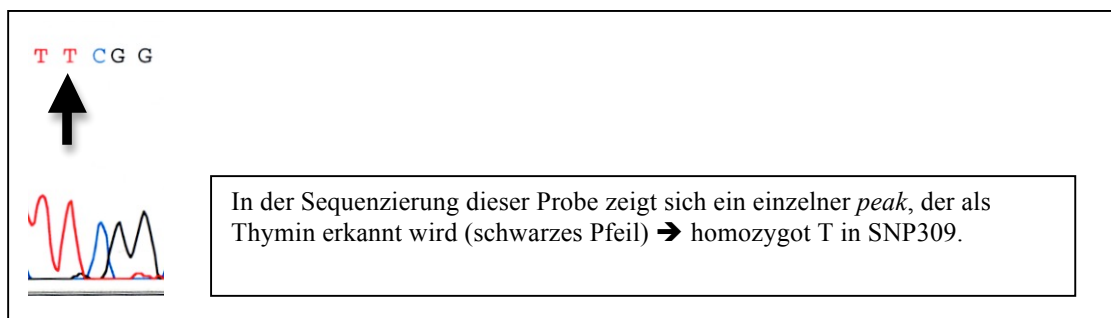 T T C G G
In der Sequenzierung dieser Probe zeigt sich ein einzelner peak, der als
Thymin erkannt wird (schwarzes Pfeil) ➔ homozygot T in SNP309.